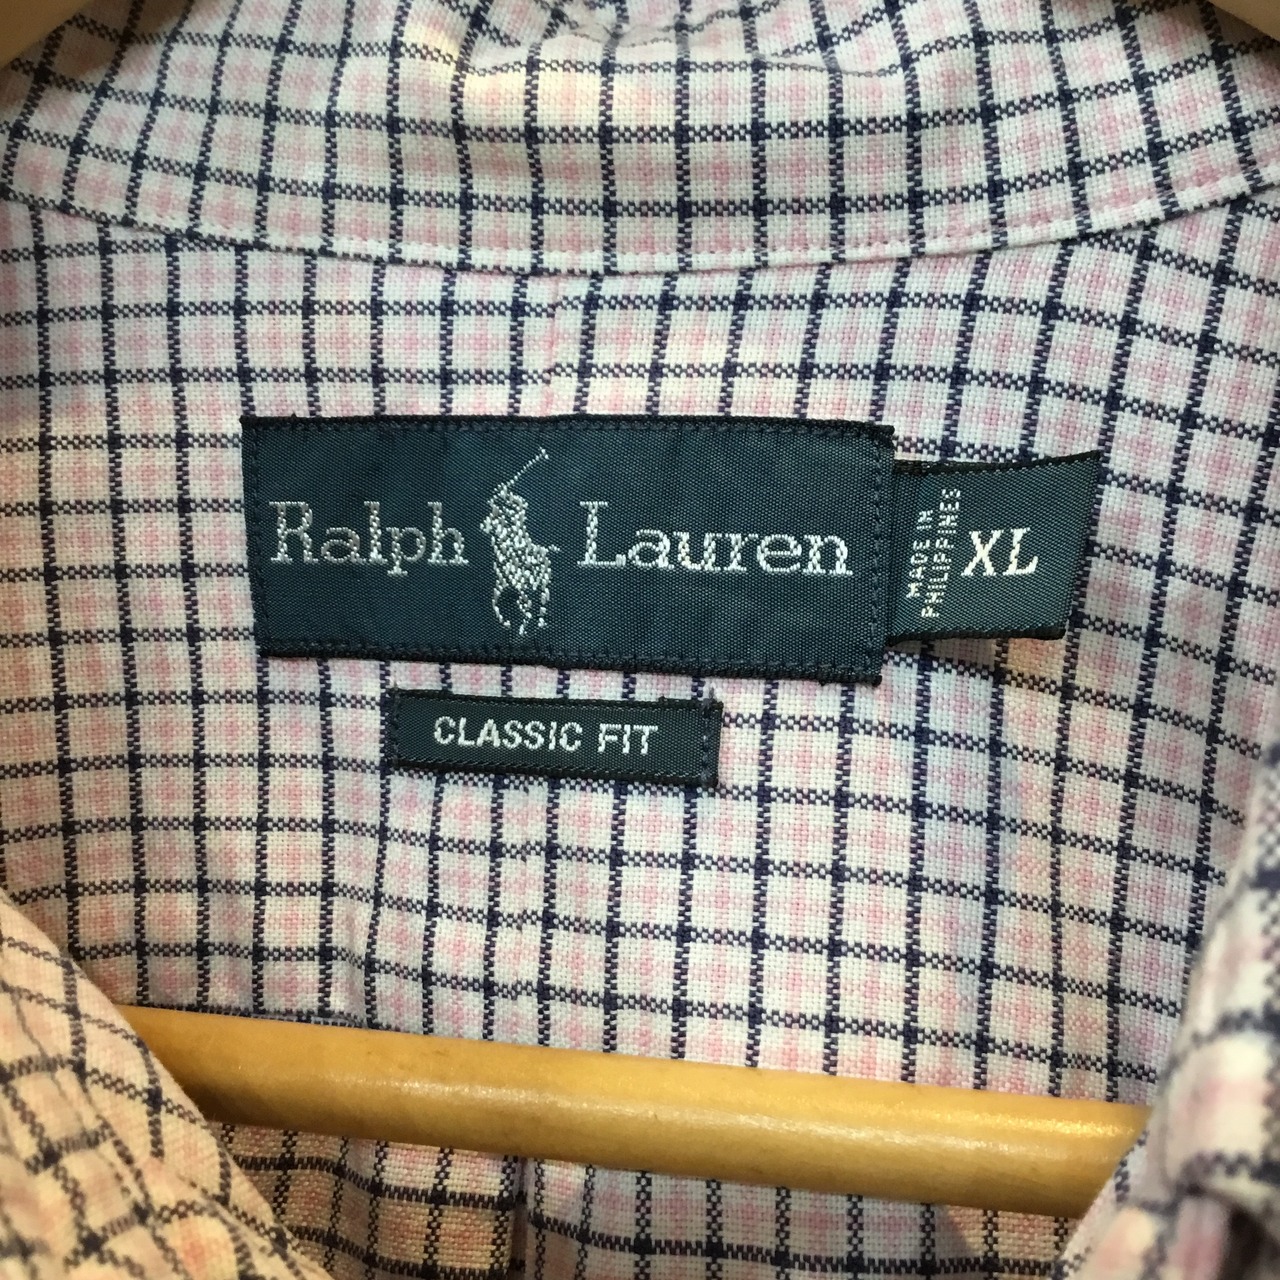 Ralph Lauren
MADE IN
PHILIPPINES
XL
CLASSIC FIT